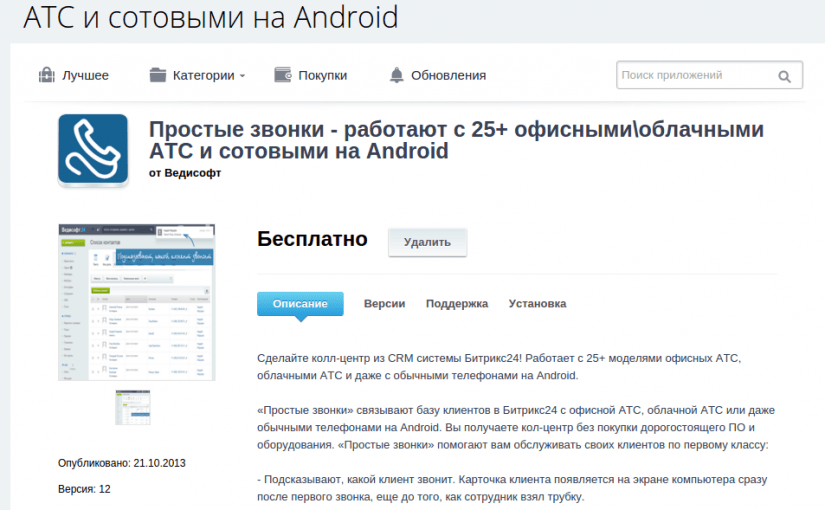 АТС и сотовыми на Android
Лучшее Категории Покупки Обновления Поиск приложений
Простые звонки - работают с 25+ офисными\облачными
АТС и сотовыми на Android
от Ведисофт
Бесплатно Удалить
Описание Версии Поддержка Установка
Сделайте колл-центр из CRM системы Битрикс24! Работает с 25+ моделями офисных АТС,
облачными АТС и даже с обычными телефонами на Android.
«Простые звонки» связывают базу клиентов в Битрикс24 с офисной АТС, облачной АТС или даже
обычными телефонами на Android. Вы получаете кол-центр без покупки дорогостоящего ПО и
оборудования. «Простые звонки» помогают вам обслуживать своих клиентов по первому классу:
- Подсказывают, какой клиент звонит. Карточка клиента появляется на экране компьютера сразу
после первого звонка, еще до того, как сотрудник взял трубку.
Опубликовано: 21.10.2013
Версия: 12